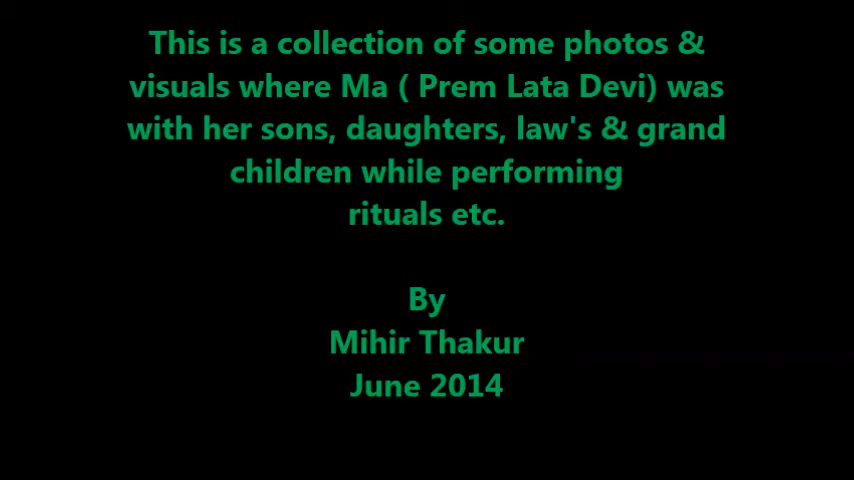 This is a collection of some photos &
visuals where Ma ( Prem Lata Devi) was
with her sons, daughters, law's & grand
children while performing
rituals etc.
By
Mihir Thakur
June 2014